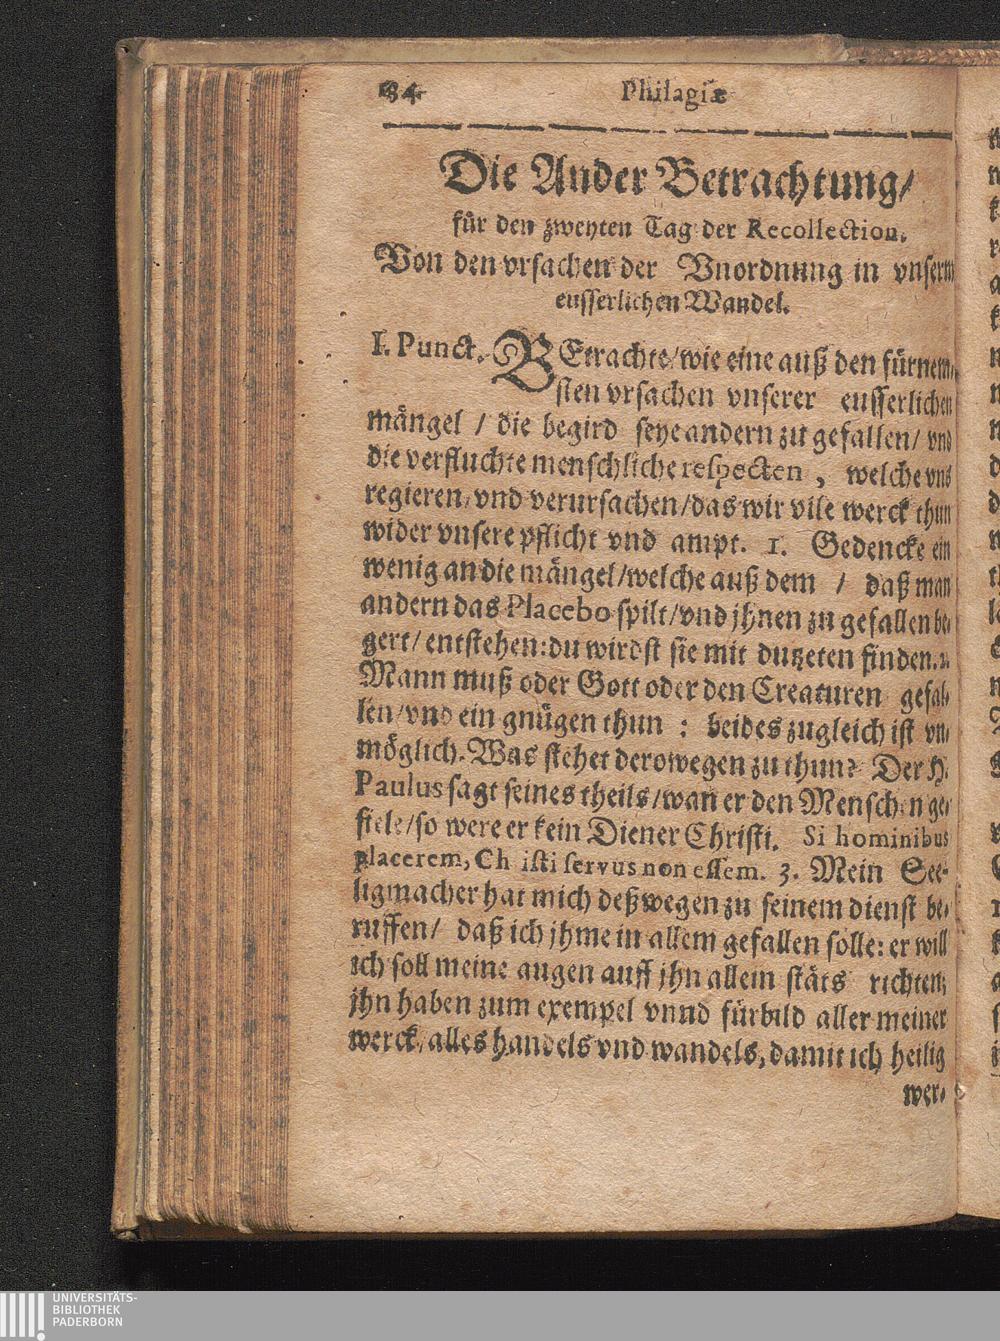 134 Philagiæ
Die Ander Betrachtung/
für den zweyten Tag der Recollection.
Von den vrsachen der Vnordnung in vnserm
eusserlichen Wandel.
I. Punct. BEtrachte/wie eine auß den fürnem,
sten vrsachen vnserer eusserlichen
mängel / die begird seye andern zu gefallen/ vnd
die verfluchte menschliche respecten, welche vns
regieren/vnd verursachen/das wir vile werck thun
wider vnsere pflicht vnd ampt. 1. Gedencke ein
wenig an die mängel/welche auß dem / daß man
andern das Placebo spilt/vnd jhnen zu gefallen be,
gert/ entstehen:du wirdst sie mit dutzeten finden.2.
Mann muß oder Gott oder den Creaturen gefal,
len/vnd ein gnügen thun : beides zugleich ist vn,
möglich. Was stehet derowegen zu thun? Der H.
Paulus sagt seines theils/wan er den Menschen ge,
fiele/so were er kein Diener Christi. Si hominibus
placerem, Ch isti servus non essem. 3. Mein See-
ligmacher hat mich deßwegen zu seinem dienst be,
ruffen/ daß ich jhme in allem gefallen solle: er will
ich soll meine augen auff jhn allem stäts richten,
jhn haben zum exempel vnnd fürbild aller meiner
werck/alles handels vnd wandels, damit ich heilig
wer,
UNIVERSITÄTS-
BIBLIOTHEK
PADERBORN